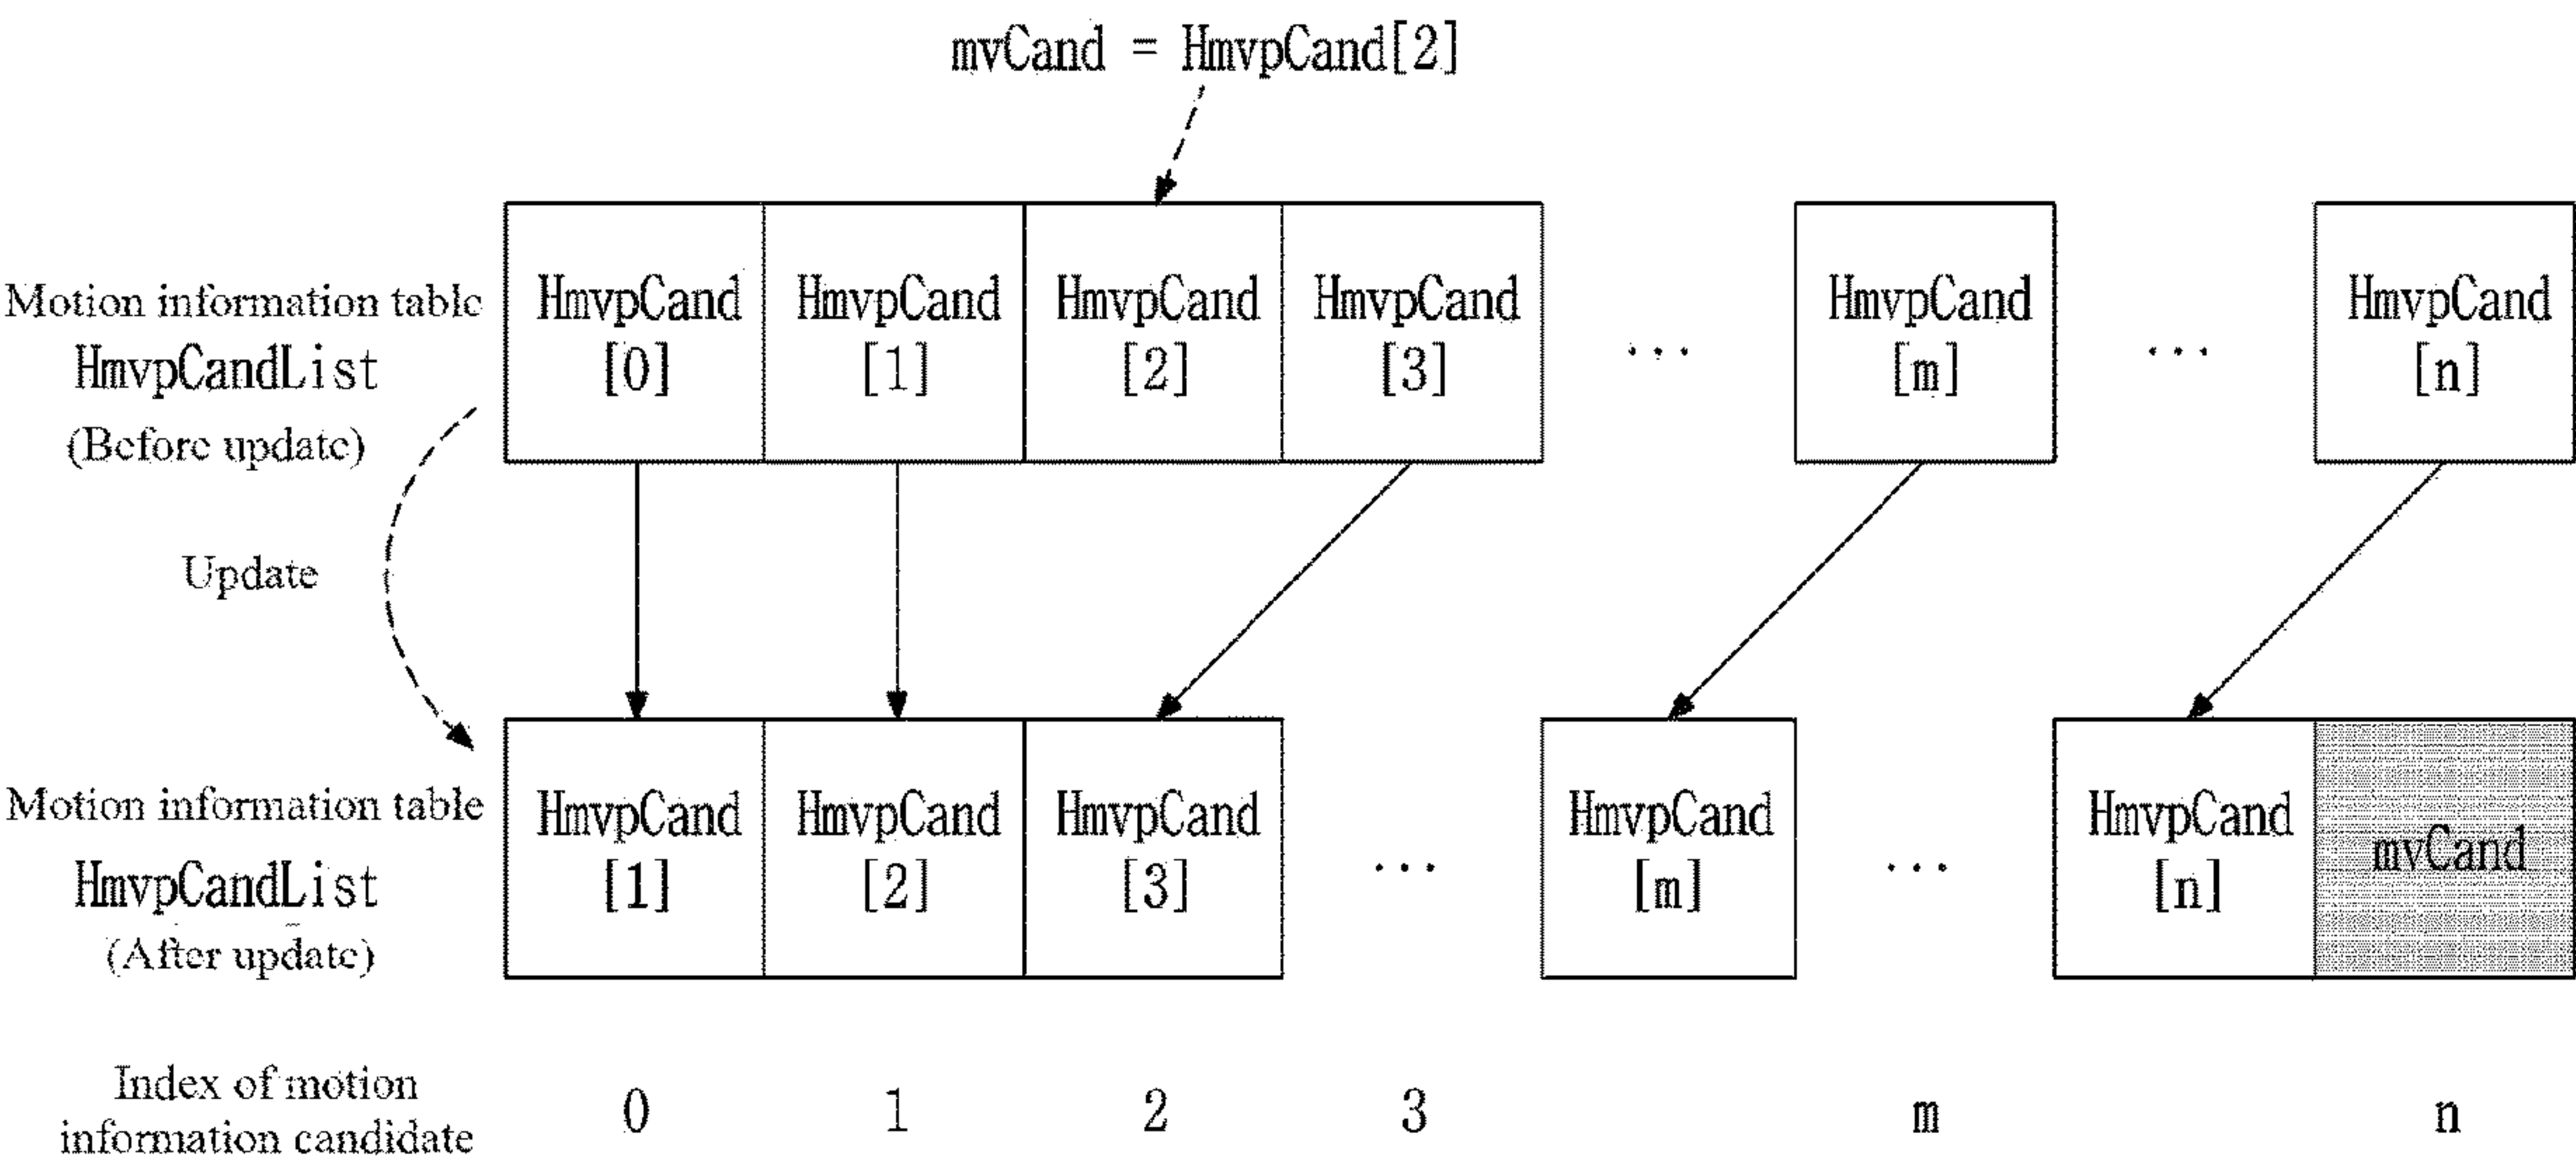 mvCand = HmvpCand[2]
Motion information table
HmvpCandList
(Before update)
HmvpCand
[0]
HmvpCand
[1]
HmvpCand
[2]
HmvpCand
[3]
...
HmvpCand
[m]
...
HmvpCand
[n]
Update
Motion information table
HmvpCandList
(After update)
HmvpCand
[1]
HmvpCand
[2]
HmvpCand
[3]
...
HmvpCand
[m]
...
HmvpCand
[n]
mvCand
Index of motion
information candidate
0 1 2 3 m n